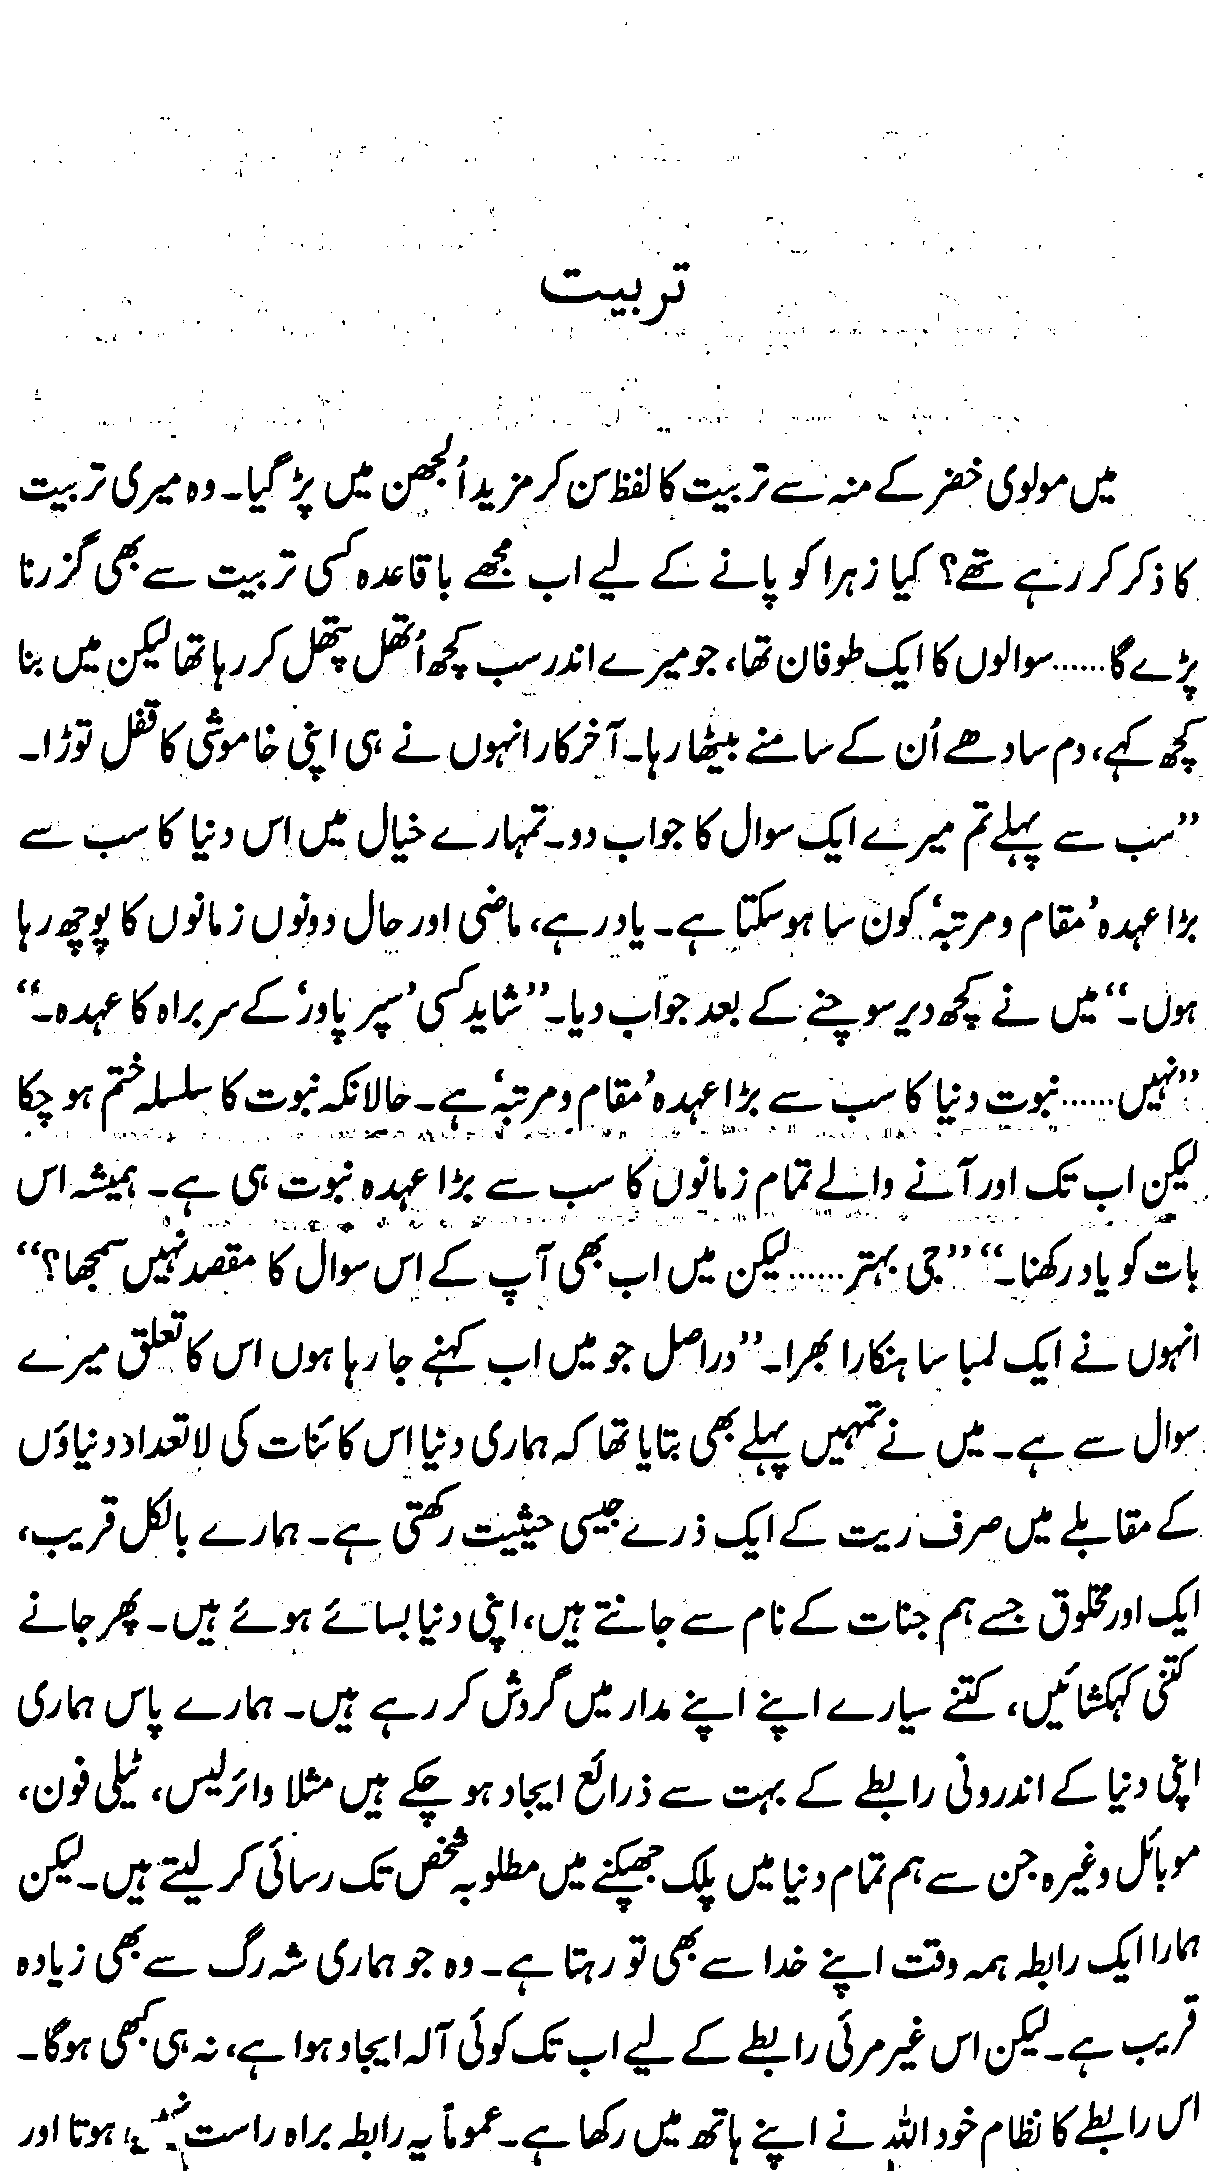 تربیت
میں مولوی خضر کے منہ سے تربیت کا لفظ سن کر مزید اُلجھن میں پڑ گیا۔ وہ میری تربیت
کا ذکر کر رہے تھے؟ کیا زہرا کو پانے کے لیے اب مجھے باقاعدہ کسی تربیت سے بھی گزرنا
پڑے گا...... سوالوں کا ایک طوفان تھا، جو میرے اندر سب کچھ اُتھل پتھل کر رہا تھا لیکن میں بنا
کچھ کہے، دم سادھے اُن کے سامنے بیٹھا رہا۔ آخر کار انہوں نے ہی اپنی خاموشی کا قفل توڑا۔
”سب سے پہلے تم میرے ایک سوال کا جواب دو۔ تمہارے خیال میں اس دنیا کا سب سے
بڑا عہدہ ’مقام و مرتبہ‘ کون سا ہو سکتا ہے۔ یاد رہے، ماضی اور حال دونوں زمانوں کا پوچھ رہا
ہوں۔“ میں نے کچھ دیر سوچنے کے بعد جواب دیا۔ ”شاید کسی ’سپر پاور‘ کے سربراہ کا عہدہ۔“
”نہیں...... نبوت دنیا کا سب سے بڑا عہدہ ’مقام و مرتبہ‘ ہے۔ حالانکہ نبوت کا سلسلہ ختم ہو چکا
لیکن اب تک اور آنے والے تمام زمانوں کا سب سے بڑا عہدہ نبوت ہی ہے۔ ہمیشہ اس
بات کو یاد رکھنا۔“ ”جی بہتر...... لیکن میں اب بھی آپ کے اس سوال کا مقصد نہیں سمجھا؟“
انہوں نے ایک لمبا سا ہنکارا بھرا۔ ”دراصل جو میں اب کہنے جا رہا ہوں اس کا تعلق میرے
سوال سے ہے۔ میں نے تمہیں پہلے بھی بتایا تھا کہ ہماری دنیا اس کائنات کی لاتعداد دنیاؤں
کے مقابلے میں صرف ریت کے ایک ذرے جیسی حیثیت رکھتی ہے۔ ہمارے بالکل قریب،
ایک اور مخلوق جسے ہم جنات کے نام سے جانتے ہیں، اپنی دنیا بسائے ہوئے ہیں۔ پھر جانے
کتنی کہکشائیں، کتنے سیارے اپنے اپنے مدار میں گردش کر رہے ہیں۔ ہمارے پاس ہماری
اپنی دنیا کے اندرونی رابطے کے بہت سے ذرائع ایجاد ہو چکے ہیں مثلا وائرلیس، ٹیلی فون،
موبائل وغیرہ جن سے ہم تمام دنیا میں پلک جھپکنے میں مطلوبہ شخص تک رسائی کر لیتے ہیں۔ لیکن
ہمارا ایک رابطہ ہمہ وقت اپنے خدا سے بھی تو رہتا ہے۔ وہ جو ہماری شہ رگ سے بھی زیادہ
قریب ہے۔ لیکن اس غیر مرئی رابطے کے لیے اب تک کوئی آلہ ایجاد ہوا ہے، نہ ہی کبھی ہوگا۔
اس رابطے کا نظام خود اللہ نے اپنے ہاتھ میں رکھا ہے۔ عموماً یہ رابطہ براہ راست ہوتا اور